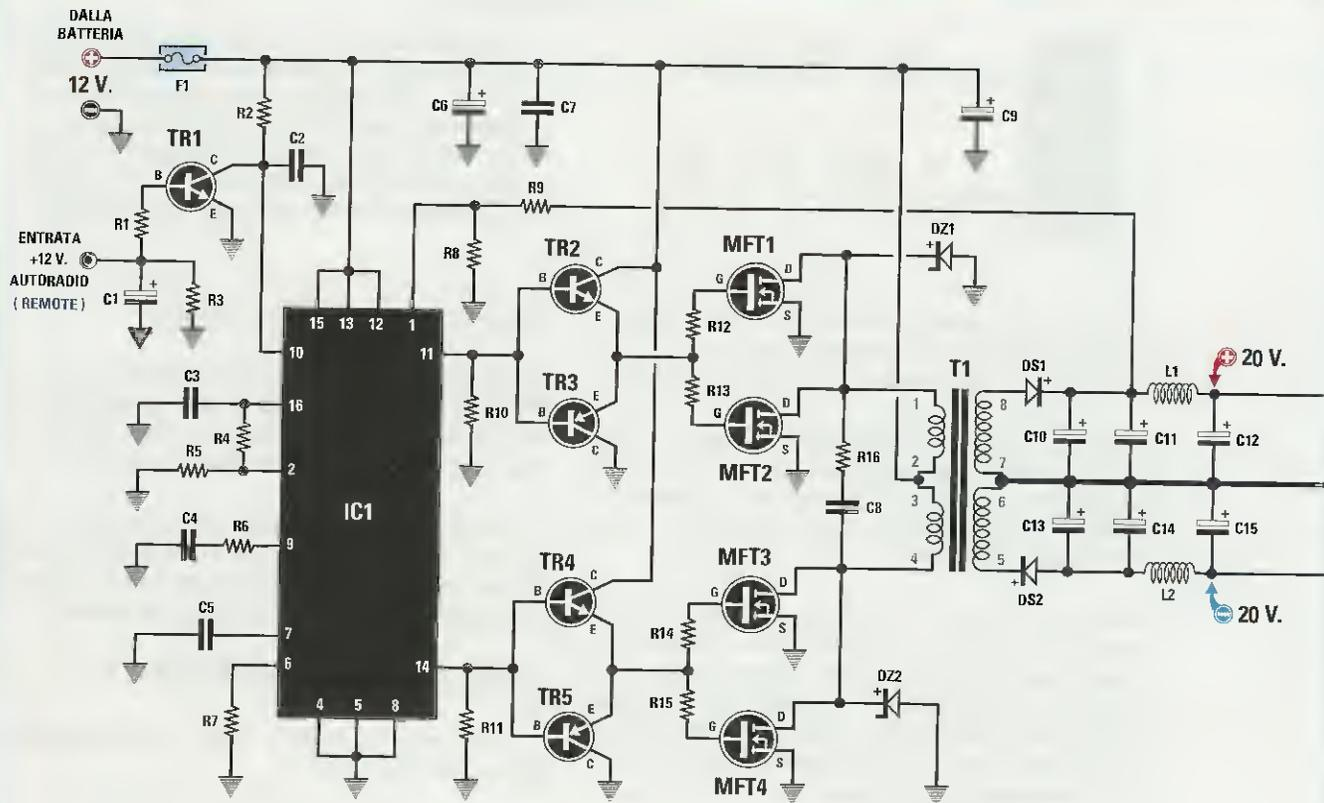 DALLA
BATTERIA
12 V.
F1
R2
C6
+
C7
+
C9
TR1
B
C
E
C2
R1
R9
ENTRATA
+12 V.
AUTORADIO
( REMOTE )
C1
+
R3
R8
TR2
B
C
E
MFT1
G
D
S
+
DZ1
15
13
12
1
10
11
R12
C3
16
R4
R10
TR3
B
E
C
R13
MFT2
G
D
S
R5
2
R16
C8
T1
1
2
3
4
8
7
6
5
DS1
+
L1
20 V.
C10
+
C11
+
C12
+
C13
+
C14
+
C15
+
DS2
+
L2
20 V.
IC1
C4
R6
9
TR4
B
C
E
MFT3
G
D
S
C5
7
R14
6
14
R7
R11
TR5
B
E
C
R15
MFT4
G
D
S
+
DZ2
4
5
8